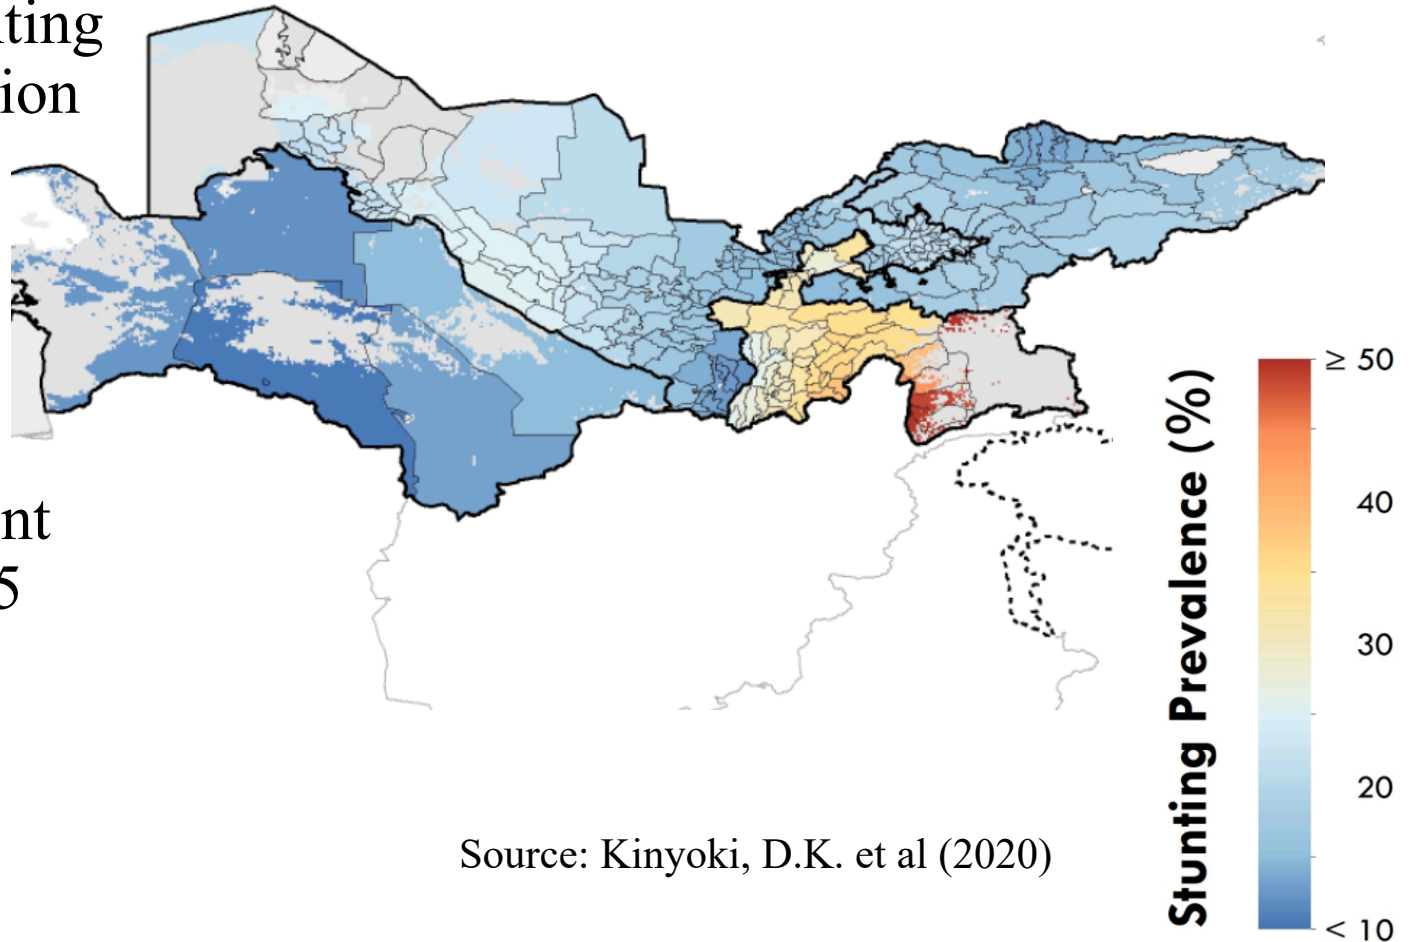 ting
ion
nt
5
Stunting Prevalence (%)
≥ 50
40
30
20
< 10
Source: Kinyoki, D.K. et al (2020)